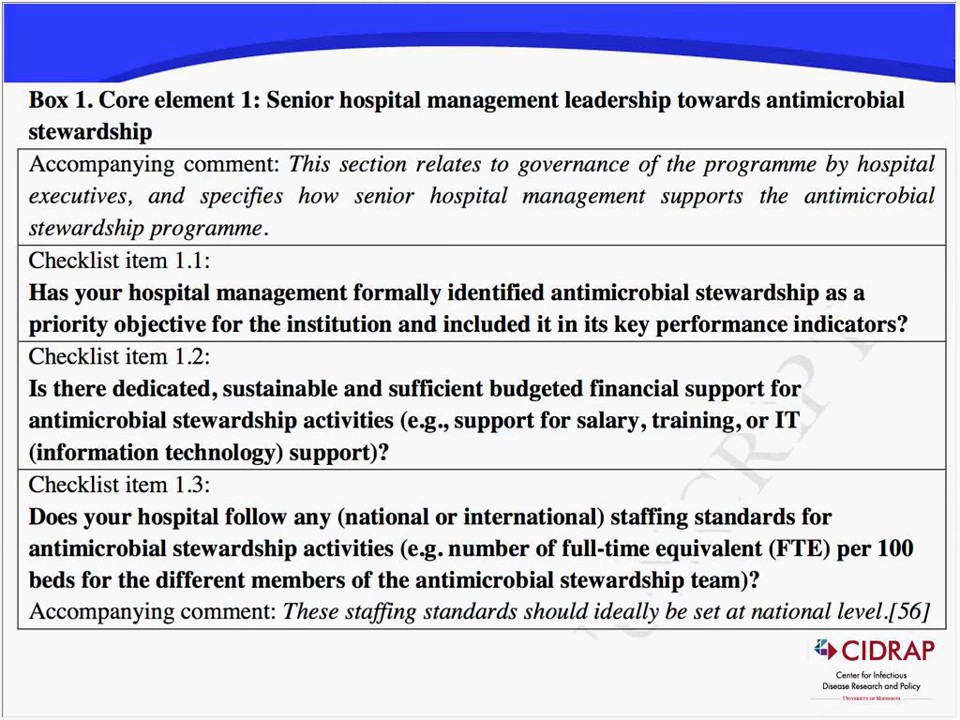 Box 1. Core element 1: Senior hospital management leadership towards antimicrobial
stewardship
Accompanying comment: This section relates to governance of the programme by hospital
executives, and specifies how senior hospital management supports the antimicrobial
stewardship programme.
Checklist item 1.1:
Has your hospital management formally identified antimicrobial stewardship as a
priority objective for the institution and included it in its key performance indicators?
Checklist item 1.2:
Is there dedicated, sustainable and sufficient budgeted financial support for
antimicrobial stewardship activities (e.g., support for salary, training, or IT
(information technology) support)?
Checklist item 1.3:
Does your hospital follow any (national or international) staffing standards for
antimicrobial stewardship activities (e.g. number of full-time equivalent (FTE) per 100
beds for the different members of the antimicrobial stewardship team)?
Accompanying comment: These staffing standards should ideally be set at national level.[56]
CIDRAP
Center for Infectious
Disease Research and Policy
UNIVERSITY OF MINNESOTA